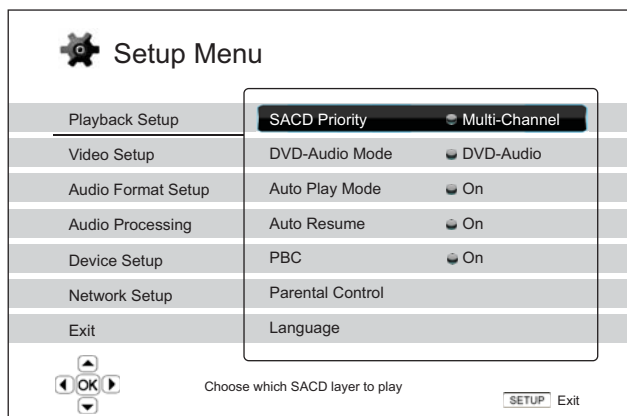 Setup Menu
Playback Setup
Video Setup
Audio Format Setup
Audio Processing
Device Setup
Network Setup
Exit
SACD Priority Multi-Channel
DVD-Audio Mode DVD-Audio
Auto Play Mode On
Auto Resume On
PBC On
Parental Control
Language
OK
Choose which SACD layer to play
SETUP Exit